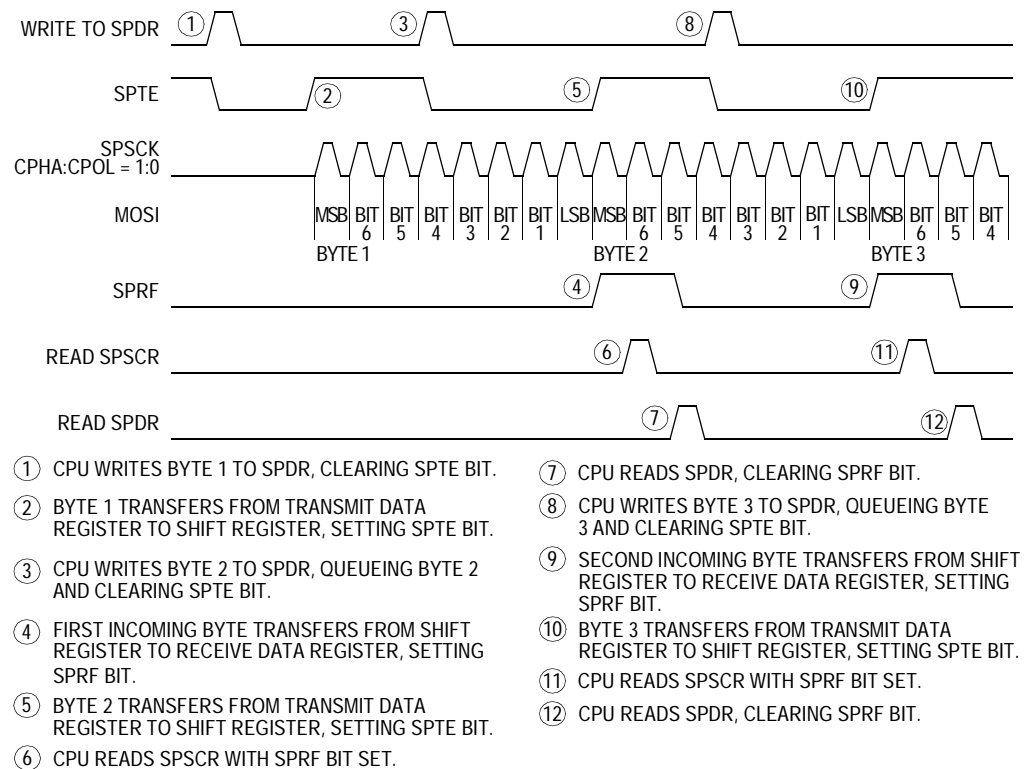 WRITE TO SPDR
1
3
8
SPTE
2
5
10
SPSCK
CPHA:CPOL = 1:0
MOSI
MSB BIT 6 BIT 5 BIT 4 BIT 3 BIT 2 BIT 1 LSB MSB BIT 6 BIT 5 BIT 4 BIT 3 BIT 2 BIT 1 LSB MSB BIT 6 BIT 5 BIT 4
BYTE 1
BYTE 2
BYTE 3
SPRF
4
9
READ SPSCR
6
11
READ SPDR
7
12
1 CPU WRITES BYTE 1 TO SPDR, CLEARING SPTE BIT.
2 BYTE 1 TRANSFERS FROM TRANSMIT DATA
REGISTER TO SHIFT REGISTER, SETTING SPTE BIT.
3 CPU WRITES BYTE 2 TO SPDR, QUEUEING BYTE 2
AND CLEARING SPTE BIT.
4 FIRST INCOMING BYTE TRANSFERS FROM SHIFT
REGISTER TO RECEIVE DATA REGISTER, SETTING
SPRF BIT.
5 BYTE 2 TRANSFERS FROM TRANSMIT DATA
REGISTER TO SHIFT REGISTER, SETTING SPTE BIT.
6 CPU READS SPSCR WITH SPRF BIT SET.
7 CPU READS SPDR, CLEARING SPRF BIT.
8 CPU WRITES BYTE 3 TO SPDR, QUEUEING BYTE
3 AND CLEARING SPTE BIT.
9 SECOND INCOMING BYTE TRANSFERS FROM SHIFT
REGISTER TO RECEIVE DATA REGISTER, SETTING
SPRF BIT.
10 BYTE 3 TRANSFERS FROM TRANSMIT DATA
REGISTER TO SHIFT REGISTER, SETTING SPTE BIT.
11 CPU READS SPSCR WITH SPRF BIT SET.
12 CPU READS SPDR, CLEARING SPRF BIT.